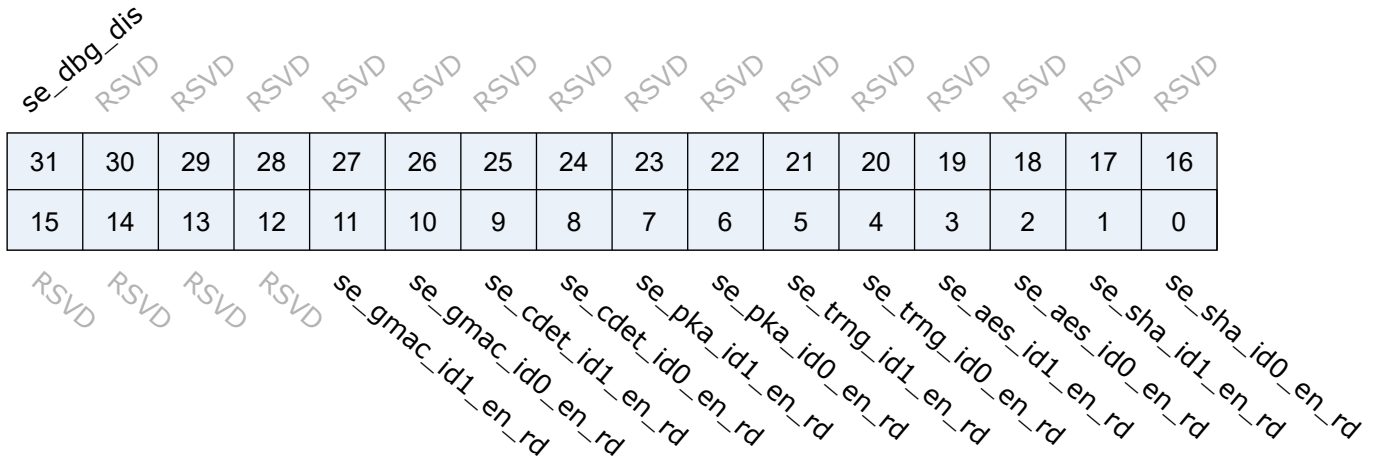 se_dbg_dis RSVD RSVD RSVD RSVD RSVD RSVD RSVD RSVD RSVD RSVD RSVD RSVD RSVD RSVD RSVD
31 30 29 28 27 26 25 24 23 22 21 20 19 18 17 16
15 14 13 12 11 10 9 8 7 6 5 4 3 2 1 0
RSVD RSVD RSVD RSVD se_gmac_id1_en_rd se_gmac_id0_en_rd se_cdet_id1_en_rd se_cdet_id0_en_rd se_pka_id1_en_rd se_pka_id0_en_rd se_trng_id1_en_rd se_trng_id0_en_rd se_aes_id1_en_rd se_aes_id0_en_rd se_sha_id1_en_rd se_sha_id0_en_rd